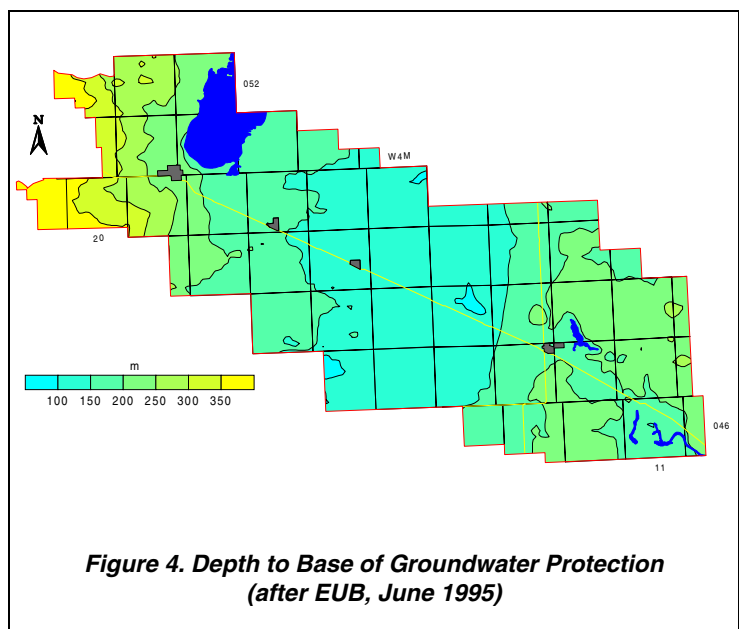 052
N
W4M
20
m
100 150 200 250 300 350
046
11
Figure 4. Depth to Base of Groundwater Protection
(after EUB, June 1995)